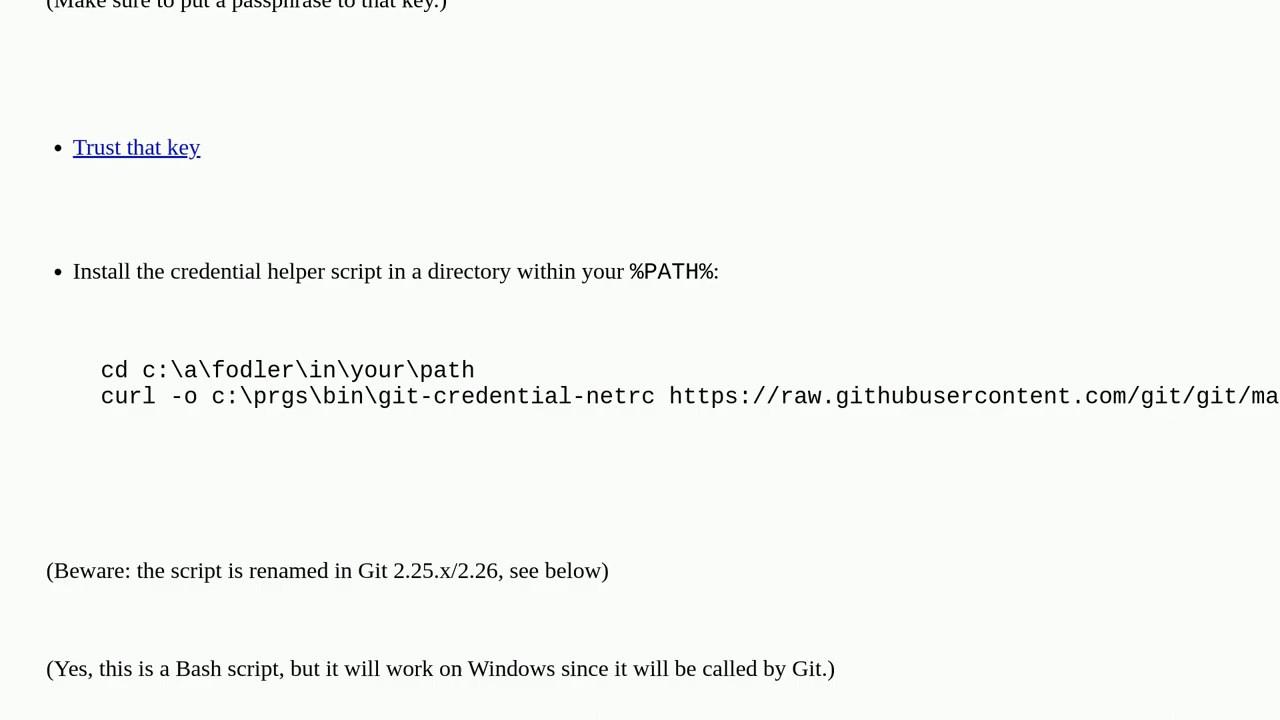 (Make sure to put a passphrase to that key.)
• Trust that key
• Install the credential helper script in a directory within your %PATH%:
cd c:\a\fodler\in\your\path
curl -o c:\prgs\bin\git-credential-netrc https://raw.githubusercontent.com/git/git/ma
(Beware: the script is renamed in Git 2.25.x/2.26, see below)
(Yes, this is a Bash script, but it will work on Windows since it will be called by Git.)